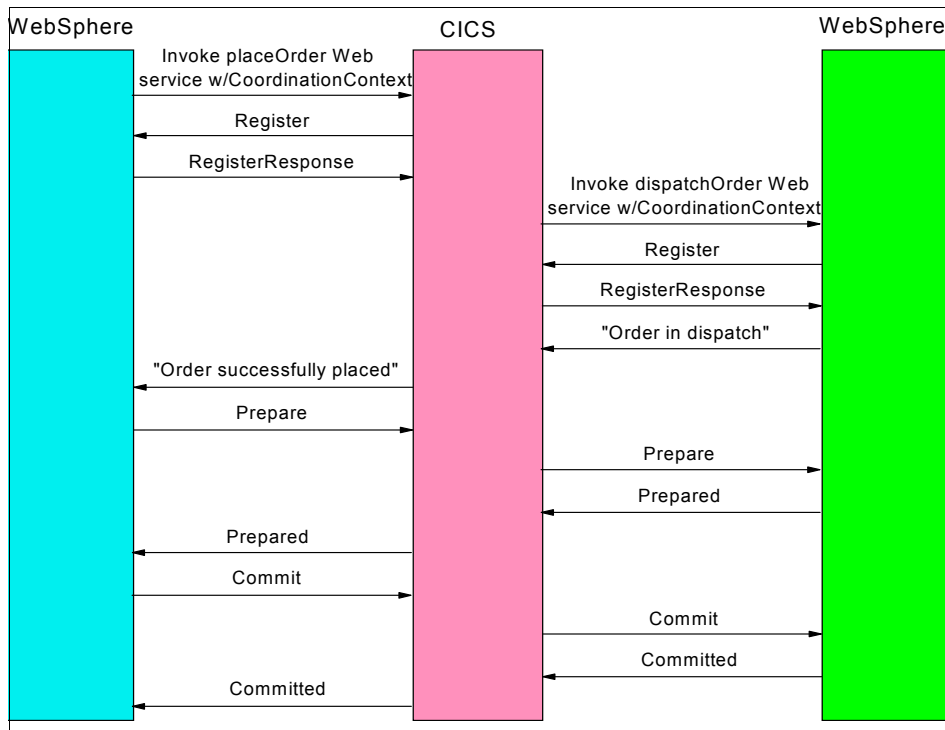 WebSphere
CICS
WebSphere
Invoke placeOrder Web
service w/CoordinationContext
Register
RegisterResponse
Invoke dispatchOrder Web
service w/CoordinationContext
Register
RegisterResponse
"Order in dispatch"
"Order successfully placed"
Prepare
Prepare
Prepared
Prepared
Commit
Commit
Committed
Committed